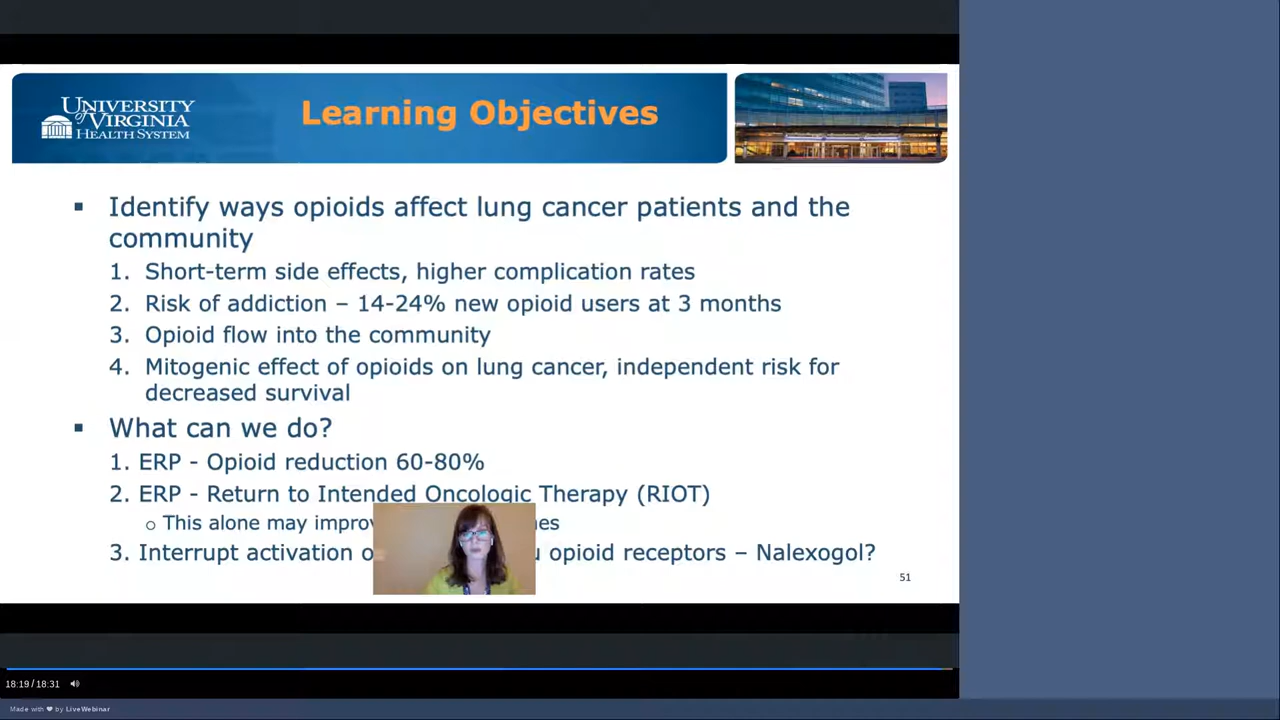 UNIVERSITY
of VIRGINIA
HEALTH SYSTEM
Learning Objectives
▪ Identify ways opioids affect lung cancer patients and the
community
1. Short-term side effects, higher complication rates
2. Risk of addiction – 14-24% new opioid users at 3 months
3. Opioid flow into the community
4. Mitogenic effect of opioids on lung cancer, independent risk for
decreased survival
▪ What can we do?
1. ERP - Opioid reduction 60-80%
2. ERP - Return to Intended Oncologic Therapy (RIOT)
o This alone may
3. Interrupt activation opioid receptors – Nalexogol?
51
18:19 / 18:31
Made with ❤ by LiveWebinar